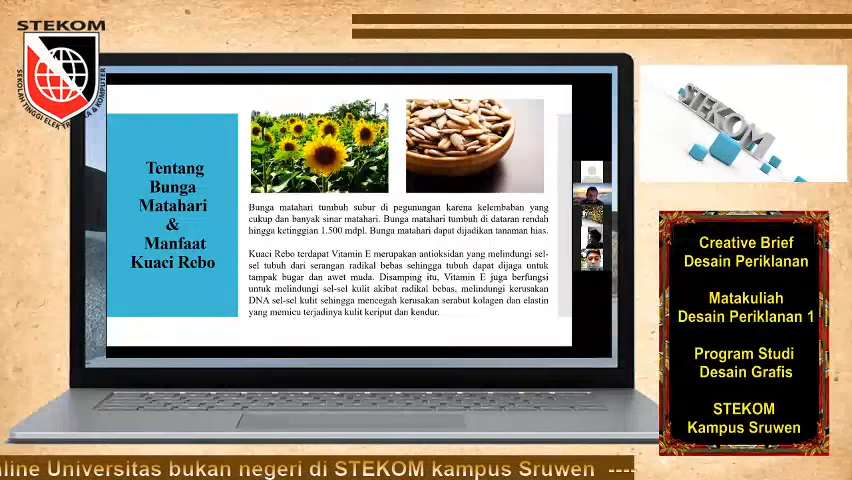 STEKOM
SEKOLAH TINGGI ELEK
& KOMPUTER
Tentang
Bunga
Matahari
&
Manfaat
Kuaci Rebo
Bunga matahari tumbuh subur di pegunungan karena kelembaban yang
cukup dan banyak sinar matahari. Bunga matahari tumbuh di dataran rendah
hingga ketinggian 1.500 mdpl. Bunga matahari dapat dijadikan tanaman hias.
Kuaci Rebo terdapat Vitamin E merupakan antioksidan yang melindungi sel-
sel tubuh dari serangan radikal bebas sehingga tubuh dapat dijaga untuk
tampak bugar dan awet muda. Disamping itu, Vitamin E juga berfungsi
untuk melindungi sel-sel kulit akibat radikal bebas, melindungi kerusakan
DNA sel-sel kulit sehingga mencegah kerusakan serabut kolagen dan elastin
yang memicu terjadinya kulit keriput dan kendur.
STEKOM
Creative Brief
Desain Periklanan
Matakuliah
Desain Periklanan 1
Program Studi
Desain Grafis
STEKOM
Kampus Sruwen
nline Universitas bukan negeri di STEKOM kampus Sruwen ----